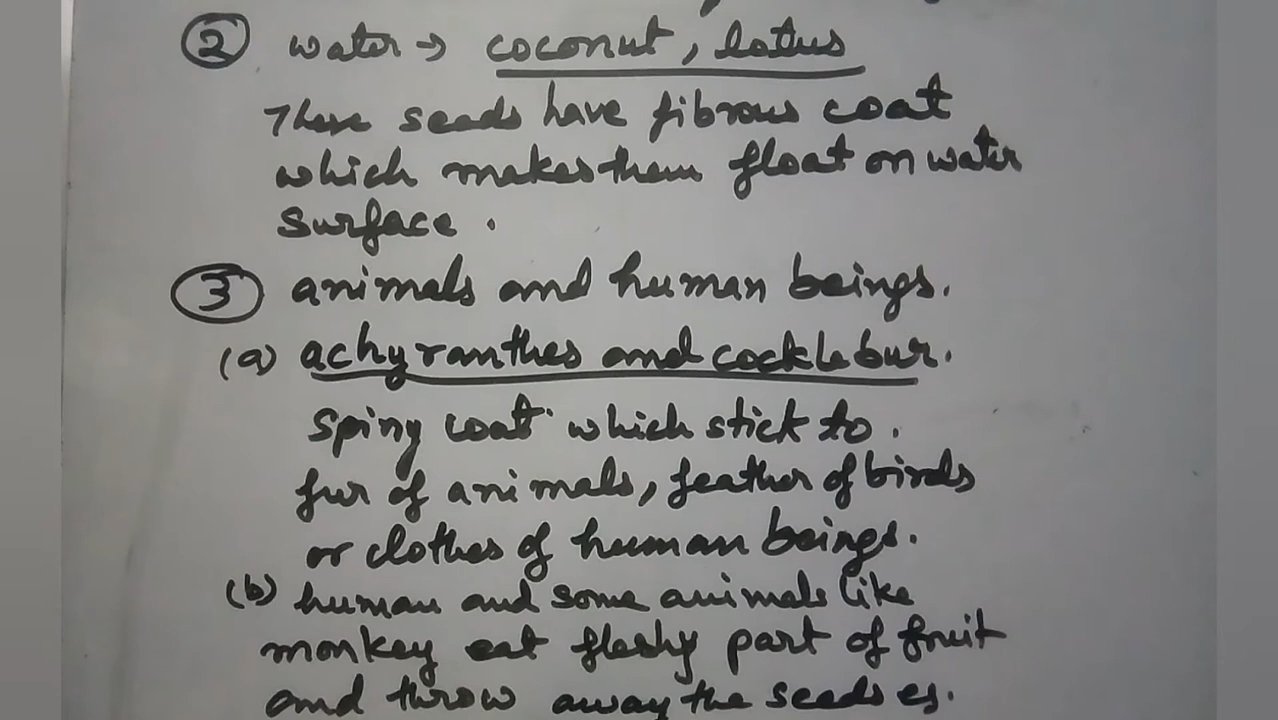 ② water → coconut, lotus
These seeds have fibrous coat
which makes them float on water
surface.
③ animals and human beings.
(a) achyranthes and cocklebur.
spiny coat which stick to.
fur of animals, feather of birds
or clothes of human beings.
(b) human and some animals like
monkey eat fleshy part of fruit
and throw away the seeds eg.